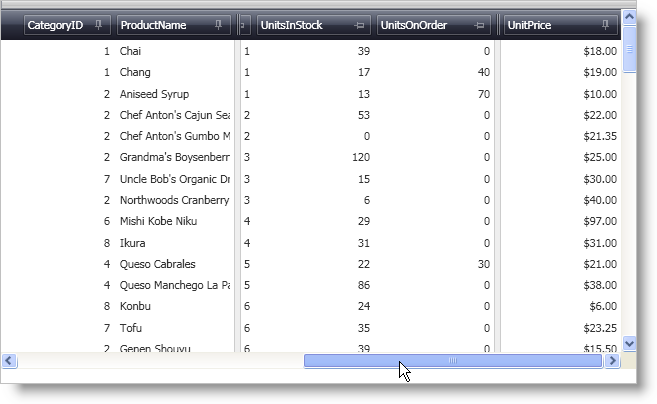 CategoryID ProductName UnitsInStock UnitsOnOrder UnitPrice
1 Chai 1 39 0 $18.00
1 Chang 1 17 40 $19.00
2 Aniseed Syrup 1 13 70 $10.00
2 Chef Anton's Cajun Sea 2 53 0 $22.00
2 Chef Anton's Gumbo M 2 0 0 $21.35
2 Grandma's Boysenberr 3 120 0 $25.00
7 Uncle Bob's Organic Dr 3 15 0 $30.00
2 Northwoods Cranberry 3 6 0 $40.00
6 Mishi Kobe Niku 4 29 0 $97.00
8 Ikura 4 31 0 $31.00
4 Queso Cabrales 5 22 30 $21.00
4 Queso Manchego La Pa 5 86 0 $38.00
8 Konbu 6 24 0 $6.00
7 Tofu 6 35 0 $23.25
2 Genen Shouyu 6 39 0 $15.50